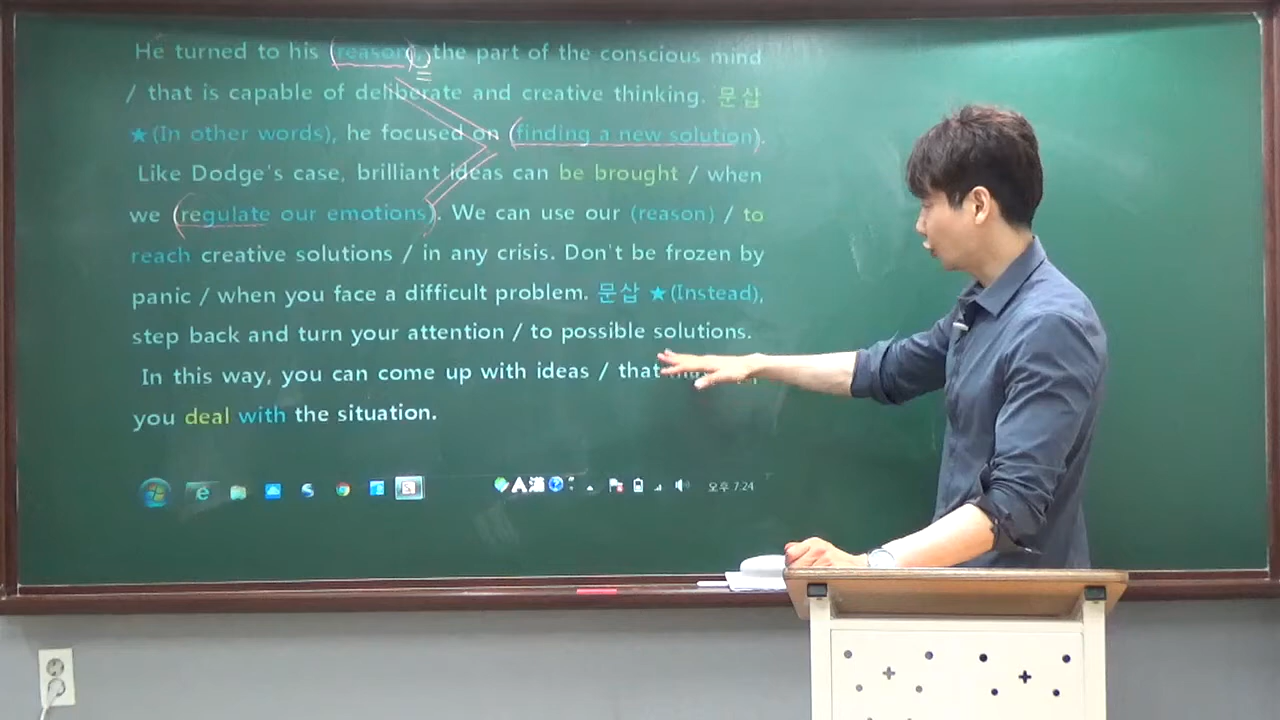 He turned to his (reason), the part of the conscious mind
/ that is capable of deliberate and creative thinking. 문삽
★(In other words), he focused on (finding a new solution).
Like Dodge's case, brilliant ideas can be brought / when
we (regulate our emotions). We can use our (reason) / to
reach creative solutions / in any crisis. Don't be frozen by
panic / when you face a difficult problem. 문삽 ★(Instead),
step back and turn your attention / to possible solutions.
In this way, you can come up with ideas / that
you deal with the situation.
A 漢 오후 7:24